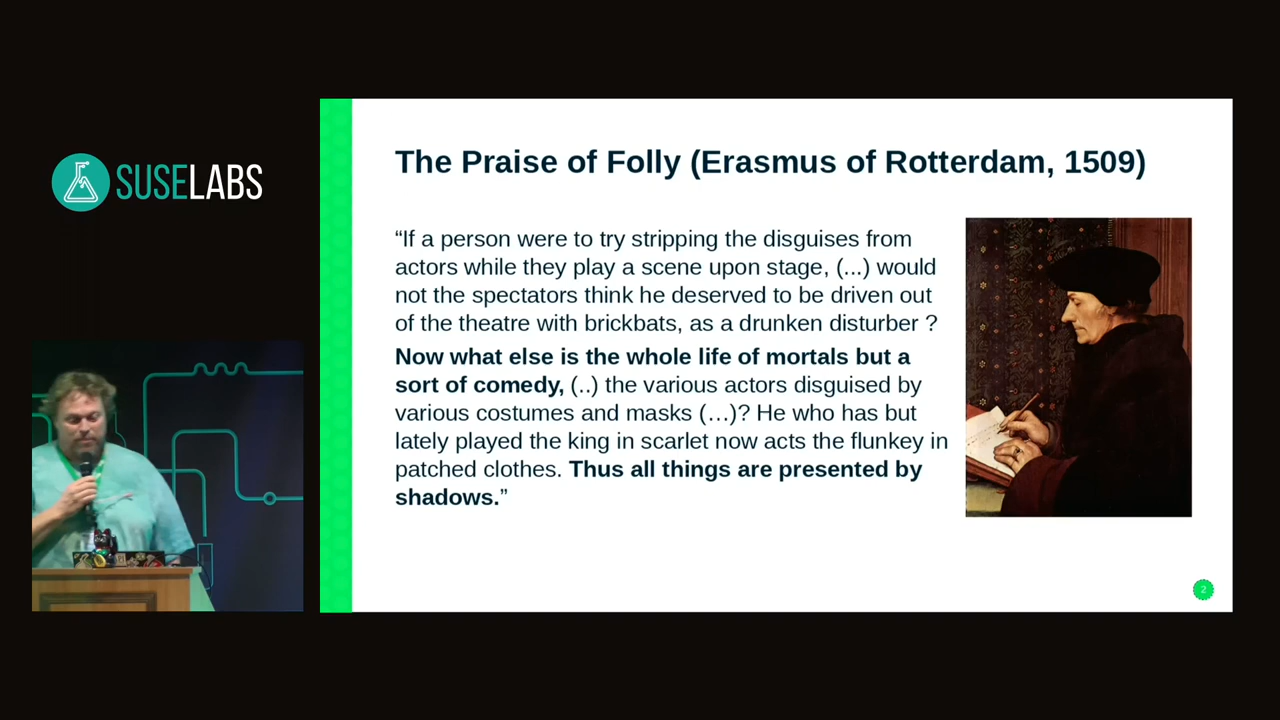 SUSELABS
The Praise of Folly (Erasmus of Rotterdam, 1509)
“If a person were to try stripping the disguises from
actors while they play a scene upon stage, (...) would
not the spectators think he deserved to be driven out
of the theatre with brickbats, as a drunken disturber ?
Now what else is the whole life of mortals but a
sort of comedy, (..) the various actors disguised by
various costumes and masks (…)? He who has but
lately played the king in scarlet now acts the flunkey in
patched clothes. Thus all things are presented by
shadows.”
2